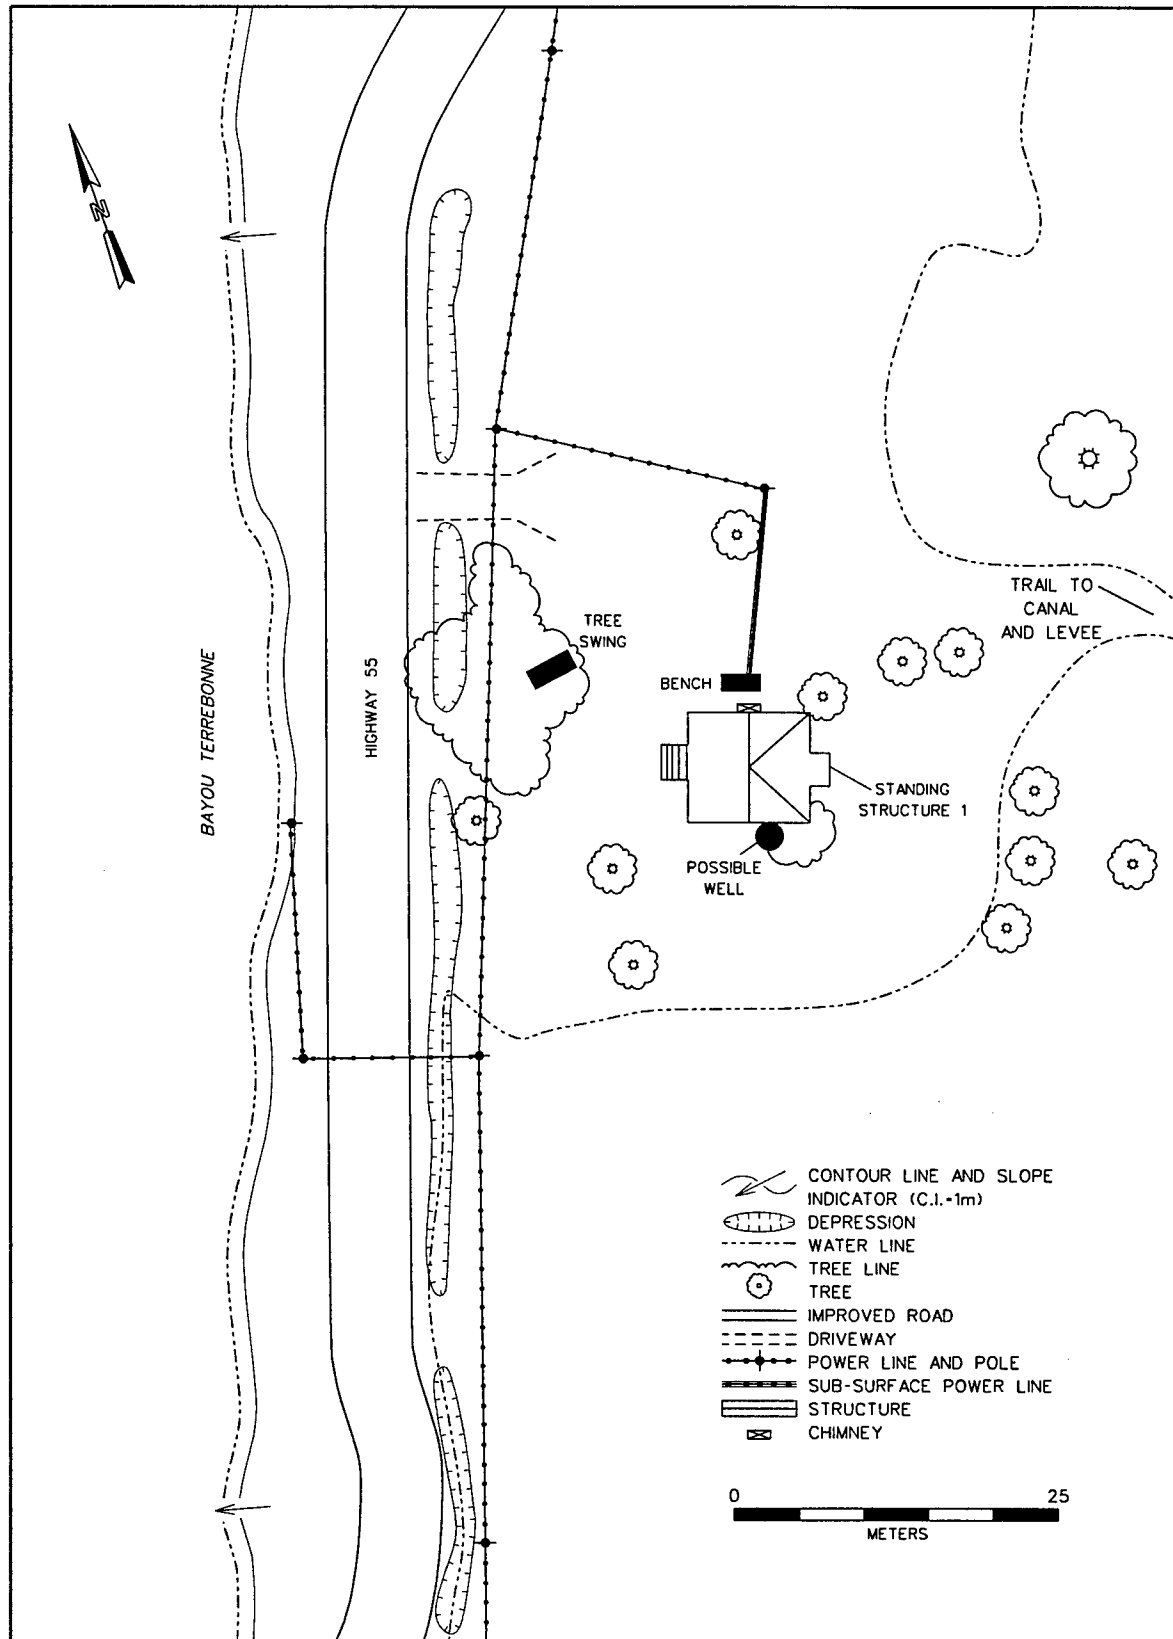 N
TREE
SWING
TRAIL TO
CANAL
AND LEVEE
BAYOU TERREBONNE
HIGHWAY 55
BENCH
STANDING
STRUCTURE 1
POSSIBLE
WELL
CONTOUR LINE AND SLOPE
INDICATOR (C.I.=1m)
DEPRESSION
WATER LINE
TREE LINE
TREE
IMPROVED ROAD
DRIVEWAY
POWER LINE AND POLE
SUB-SURFACE POWER LINE
STRUCTURE
CHIMNEY
0 25
METERS